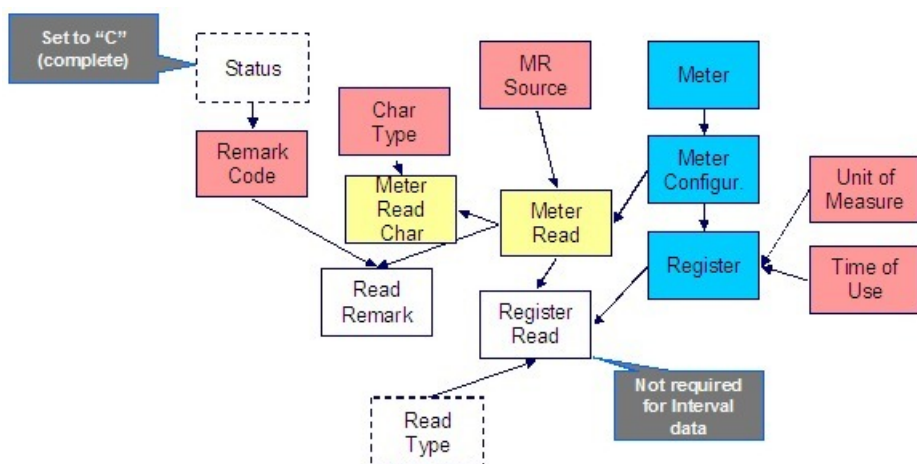 Set to “C”
(complete)
Status
MR
Source
Meter
Char
Type
Remark
Code
Meter
Configur.
Unit of
Measure
Meter
Read
Char
Meter
Read
Register
Time of
Use
Read
Remark
Register
Read
Not required
for Interval
data
Read
Type